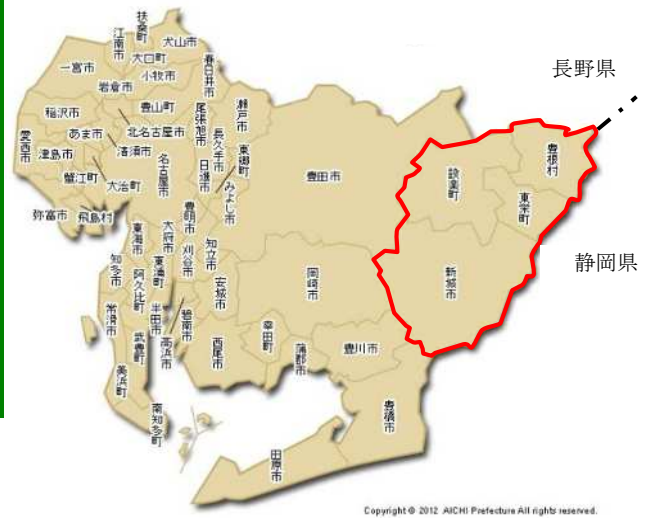 扶桑町
江南市
犬山市
大口町
一宮市
小牧市
岩倉市
春日井市
長野県
稲沢市
豊山町
瀬戸市
尾張旭市
長久手市
あま市
北名古屋市
愛西市
津島市
清須市
東郷町
日進市
名古屋市
豊根村
設楽町
豊田市
蟹江町
大治町
みよし市
東栄町
弥富市
飛島村
豊明市
大府市
東海市
刈谷市
知立市
静岡県
知多市
東浦町
阿久比町
安城市
岡崎市
新城市
常滑市
半田市
碧南市
高浜市
武豊町
西尾市
幸田町
蒲郡市
豊川市
美浜町
南知多町
豊橋市
田原市
Copyright © 2012 AICHI Prefecture All rights reserved.